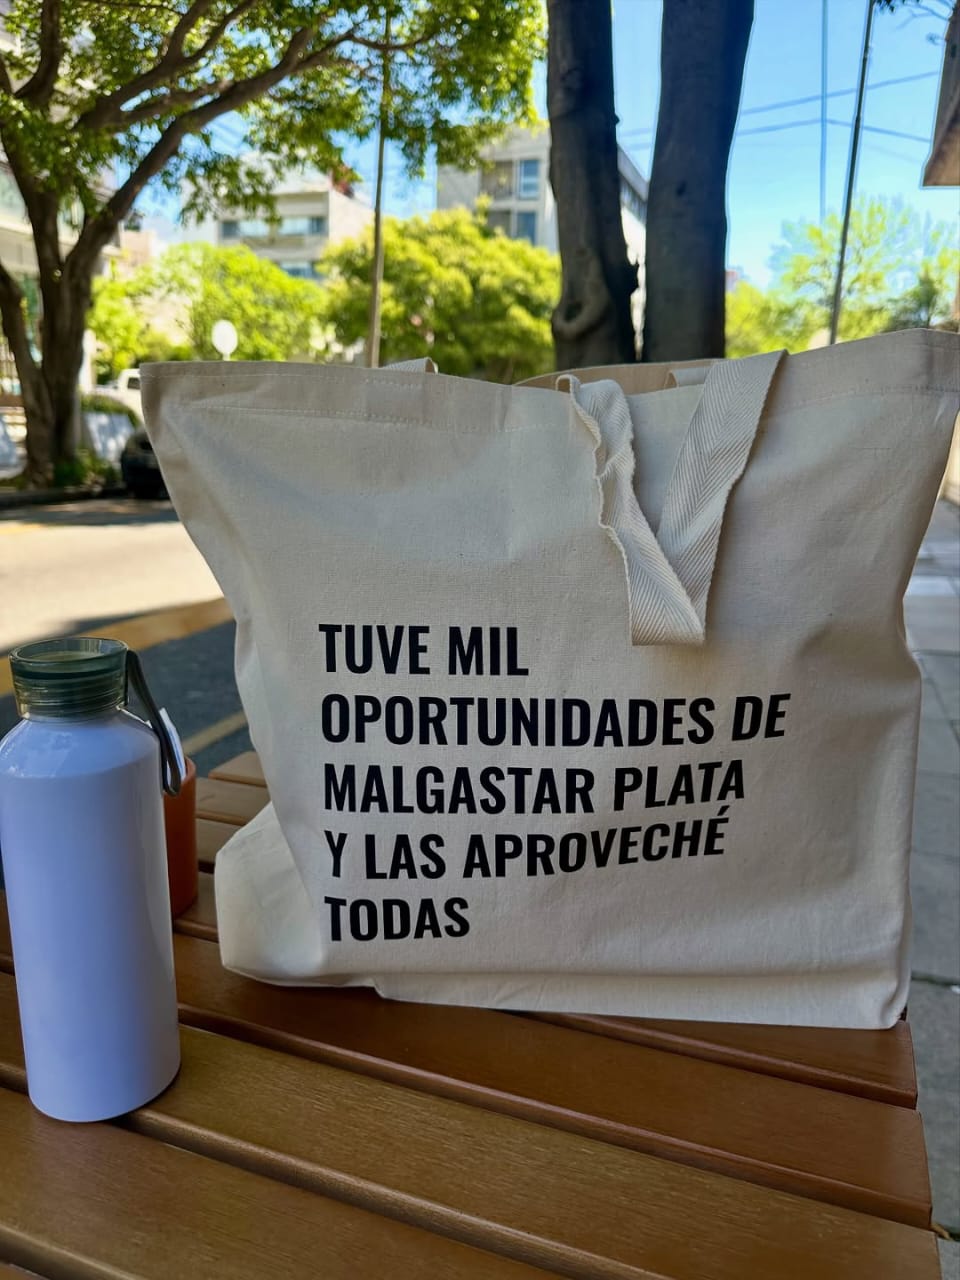 TUVE MIL
OPORTUNIDADES DE
MALGASTAR PLATA
Y LAS APROVECHÉ
TODAS